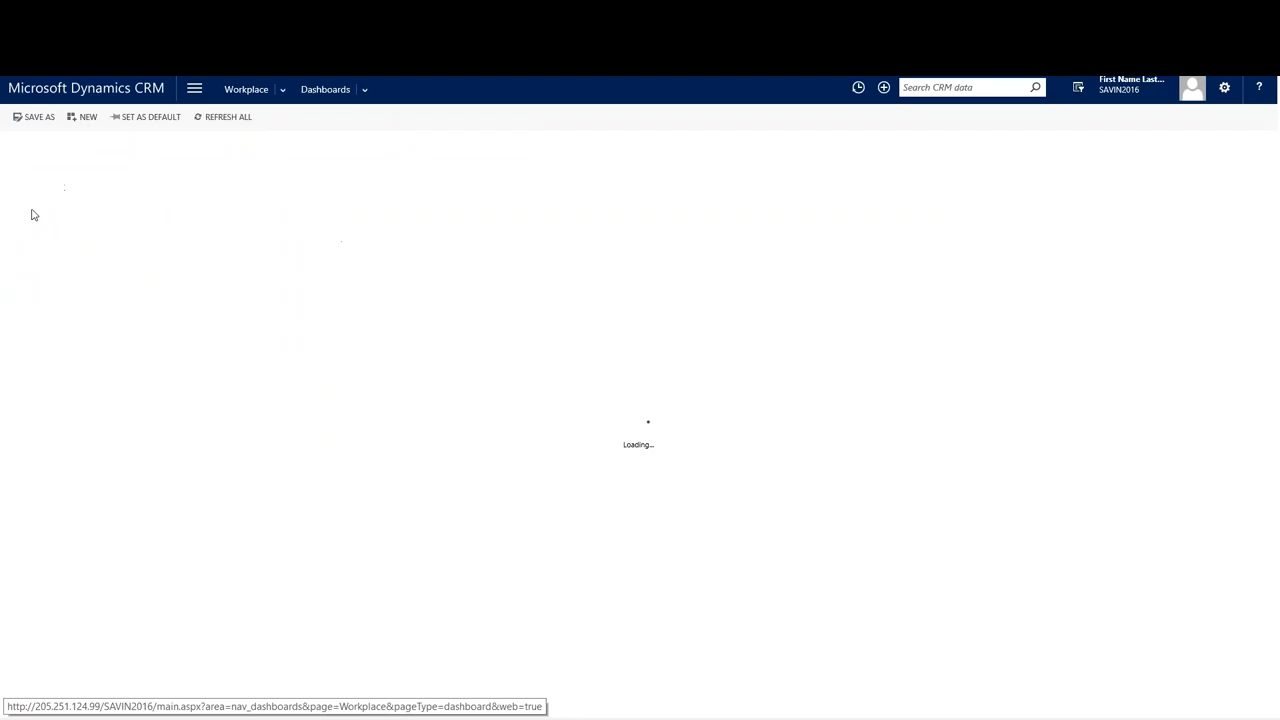 Microsoft Dynamics CRM
Workplace
Dashboards
Search CRM data
First Name Last...
SAVIN2016
?
SAVE AS
NEW
SET AS DEFAULT
REFRESH ALL
Loading...
http://205.251.124.99/SAVIN2016/main.aspx?area=nav_dashboards&page=Workplace&pageType=dashboard&web=true